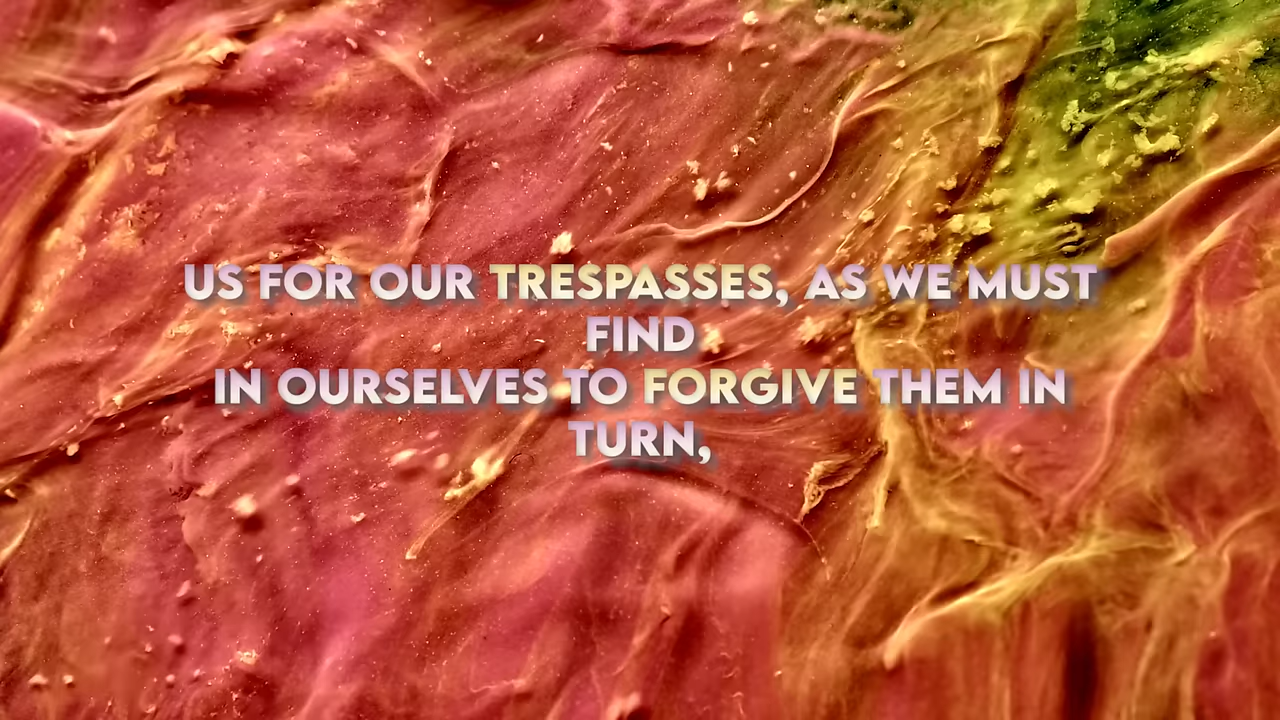 US FOR OUR TRESPASSES, AS WE MUST
FIND
IN OURSELVES TO FORGIVE THEM IN
TURN,